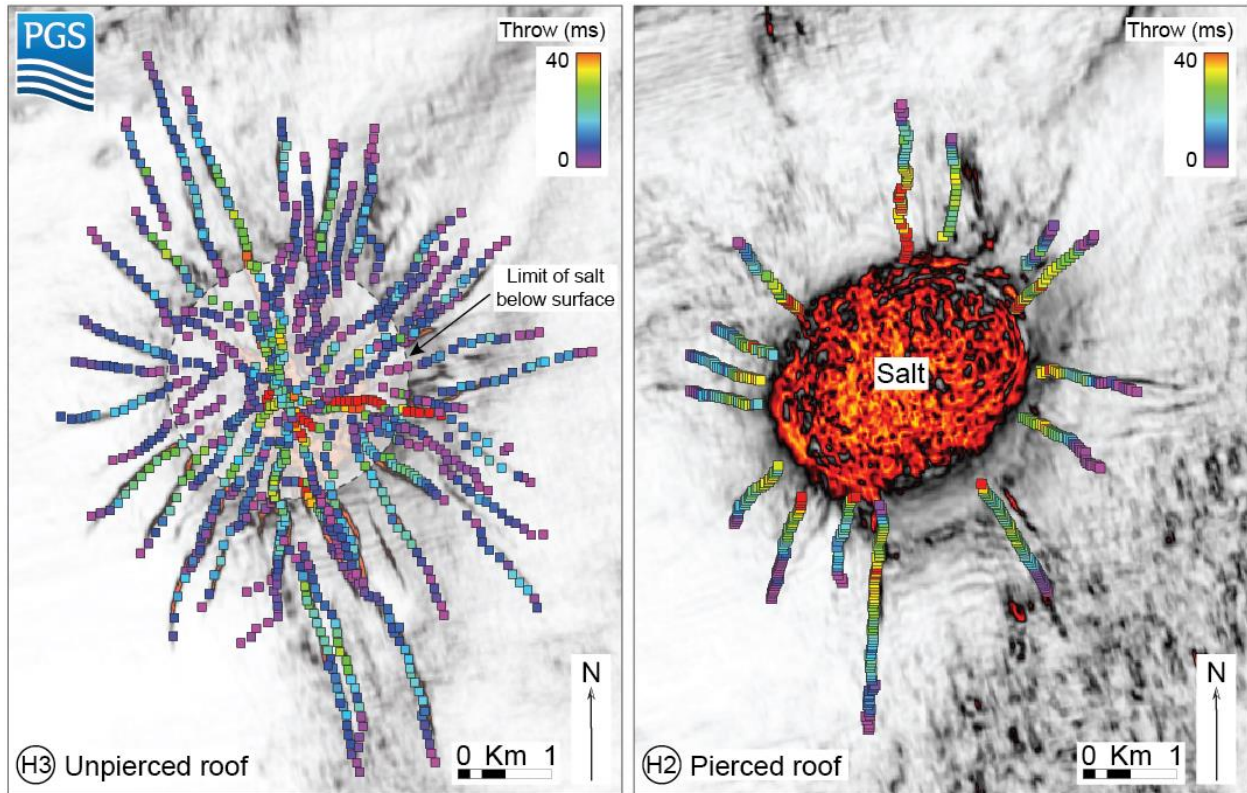 PGS
Throw (ms)
40
0
Limit of salt
below surface
N
H3 Unpierced roof
0 Km 1
Throw (ms)
40
0
Salt
N
H2 Pierced roof
0 Km 1